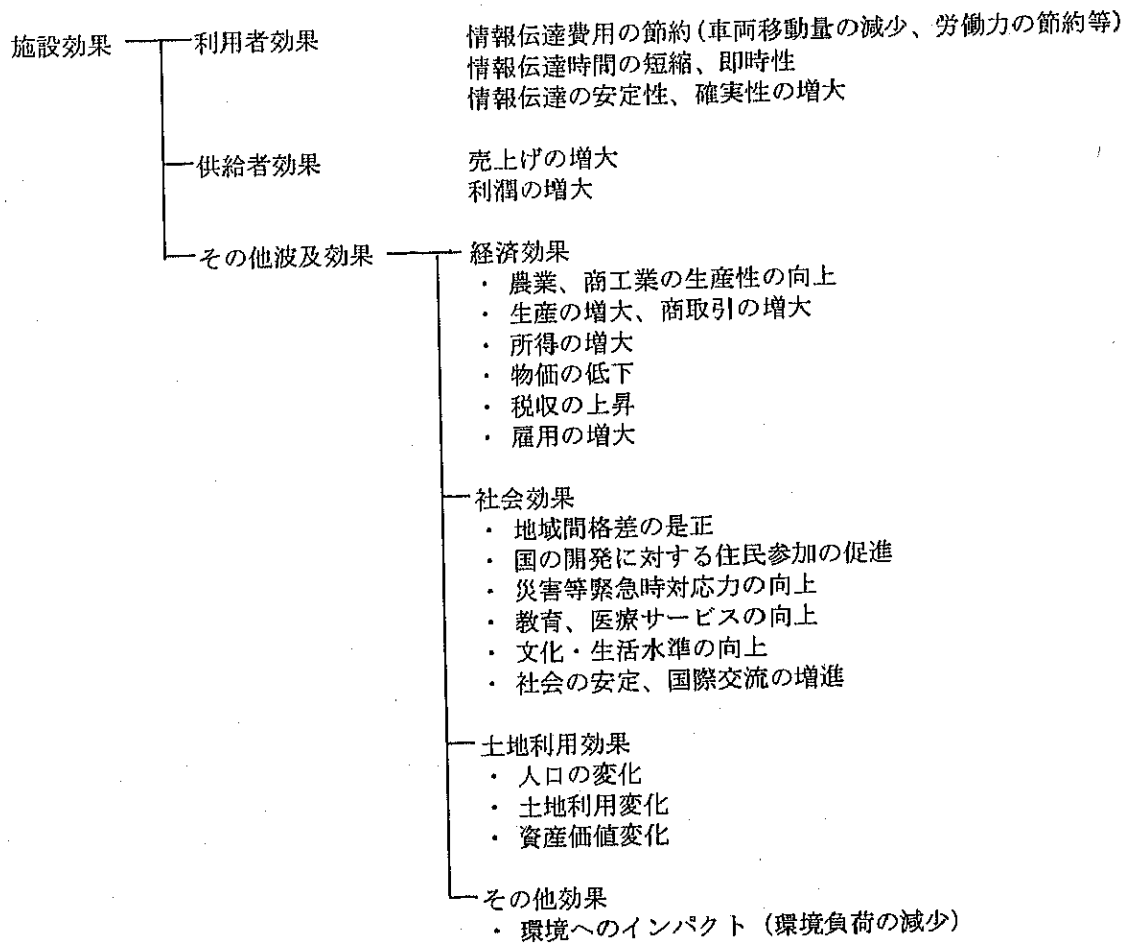 施設効果 利用者効果 情報伝達費用の節約(車両移動量の減少、労働力の節約等)
情報伝達時間の短縮、即時性
情報伝達の安定性、確実性の増大
供給者効果 売上げの増大
利潤の増大
その他波及効果 経済効果
・ 農業、商工業の生産性の向上
・ 生産の増大、商取引の増大
・ 所得の増大
・ 物価の低下
・ 税収の上昇
・ 雇用の増大
社会効果
・ 地域間格差の是正
・ 国の開発に対する住民参加の促進
・ 災害等緊急時対応力の向上
・ 教育、医療サービスの向上
・ 文化・生活水準の向上
・ 社会の安定、国際交流の増進
土地利用効果
・ 人口の変化
・ 土地利用変化
・ 資産価値変化
その他効果
・ 環境へのインパクト（環境負荷の減少）